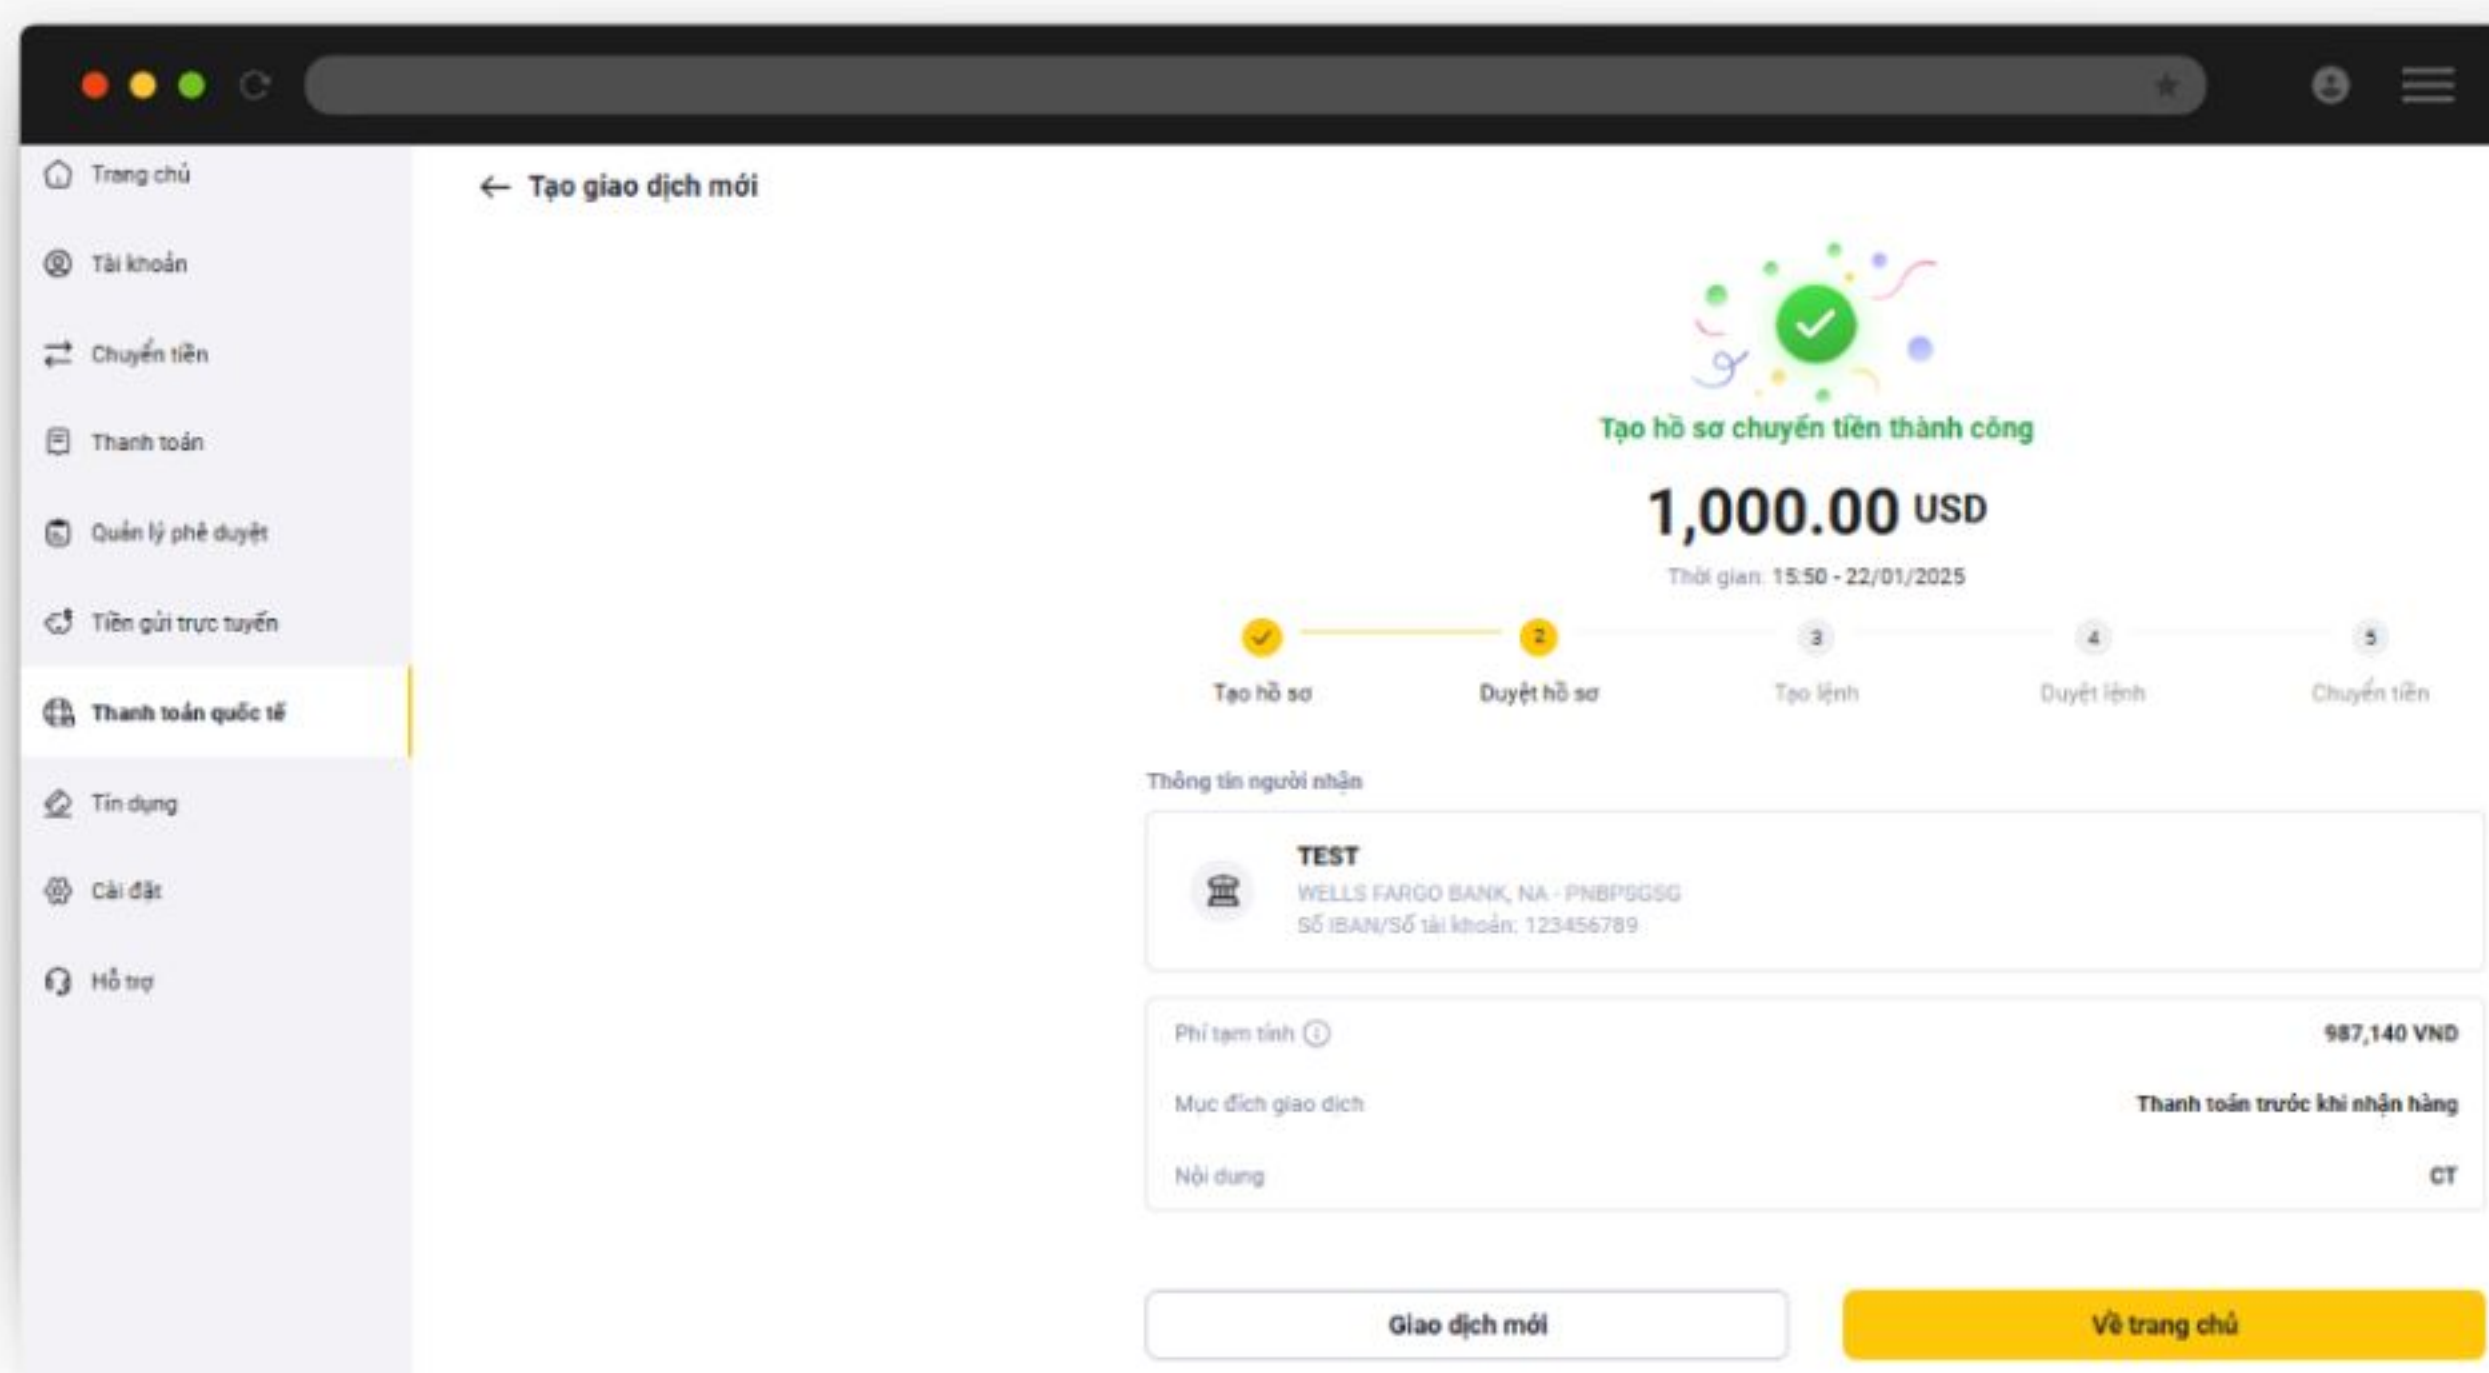 Trang chủ
Tài khoản
Chuyển tiền
Thanh toán
Quản lý phê duyệt
Tiền gửi trực tuyến
Thanh toán quốc tế
Tín dụng
Cài đặt
Hỗ trợ
← Tạo giao dịch mới
Tạo hồ sơ chuyển tiền thành công
1,000.00 USD
Thời gian: 15:50 - 22/01/2025
2 3 4 5
Tạo hồ sơ Duyệt hồ sơ Tạo lệnh Duyệt lệnh Chuyển tiền
Thông tin người nhận
TEST
WELLS FARGO BANK, NA - PNBPSGSG
Số IBAN/Số tài khoản: 123456789
Phí tạm tính 987,140 VND
Mục đích giao dịch Thanh toán trước khi nhận hàng
Nội dung CT
Giao dịch mới Về trang chủ